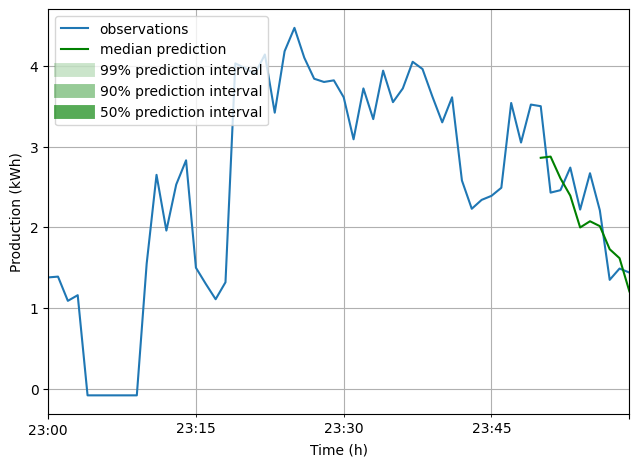 observations
median prediction
99% prediction interval
90% prediction interval
50% prediction interval
4
3
2
1
0
Production (kWh)
23:00
23:15
23:30
23:45
Time (h)